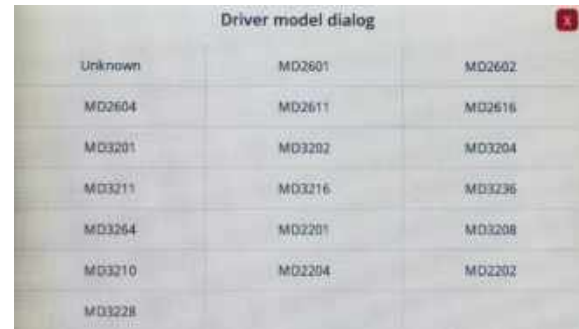 Driver model dialog
X
Unknown MD2601 MD2602
MD2604 MD2611 MD2616
MD3201 MD3202 MD3204
MD3211 MD3216 MD3236
MD3264 MD2201 MD3208
MD3210 MD2204 MD2202
MD3228